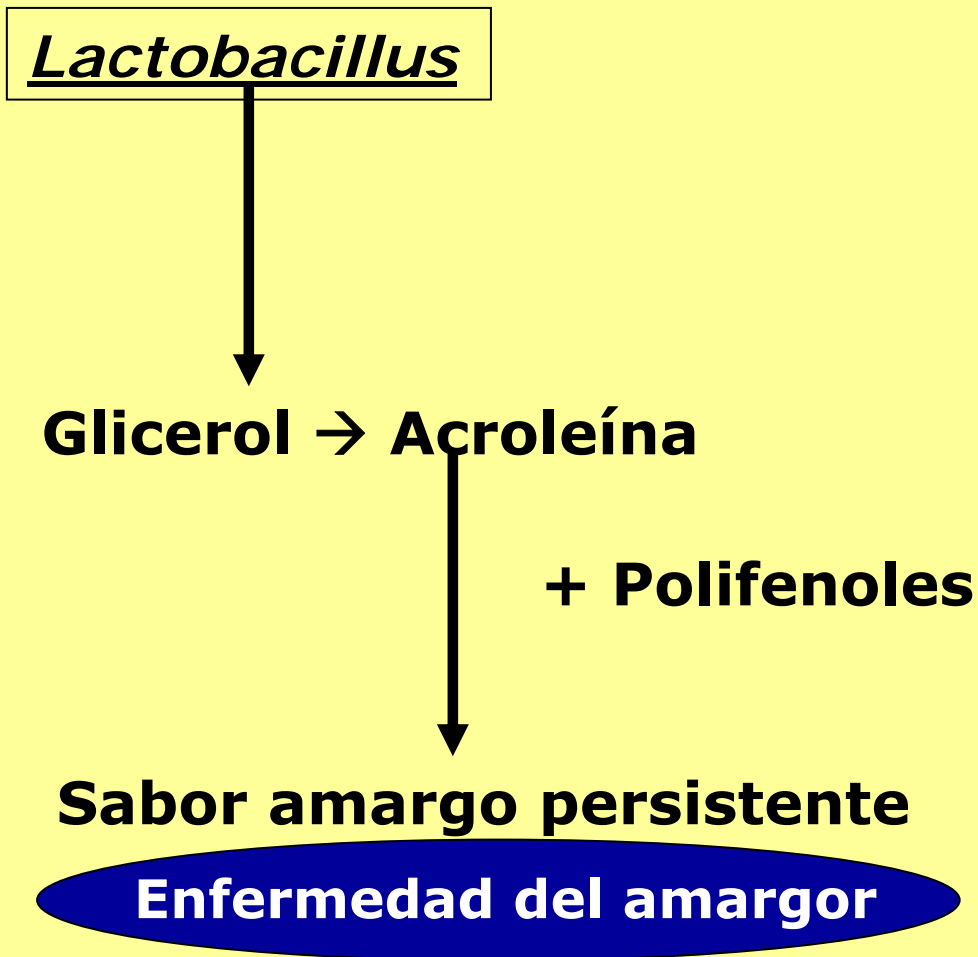 Lactobacillus
Glicerol → Acroleína
+ Polifenoles
Sabor amargo persistente
Enfermedad del amargor